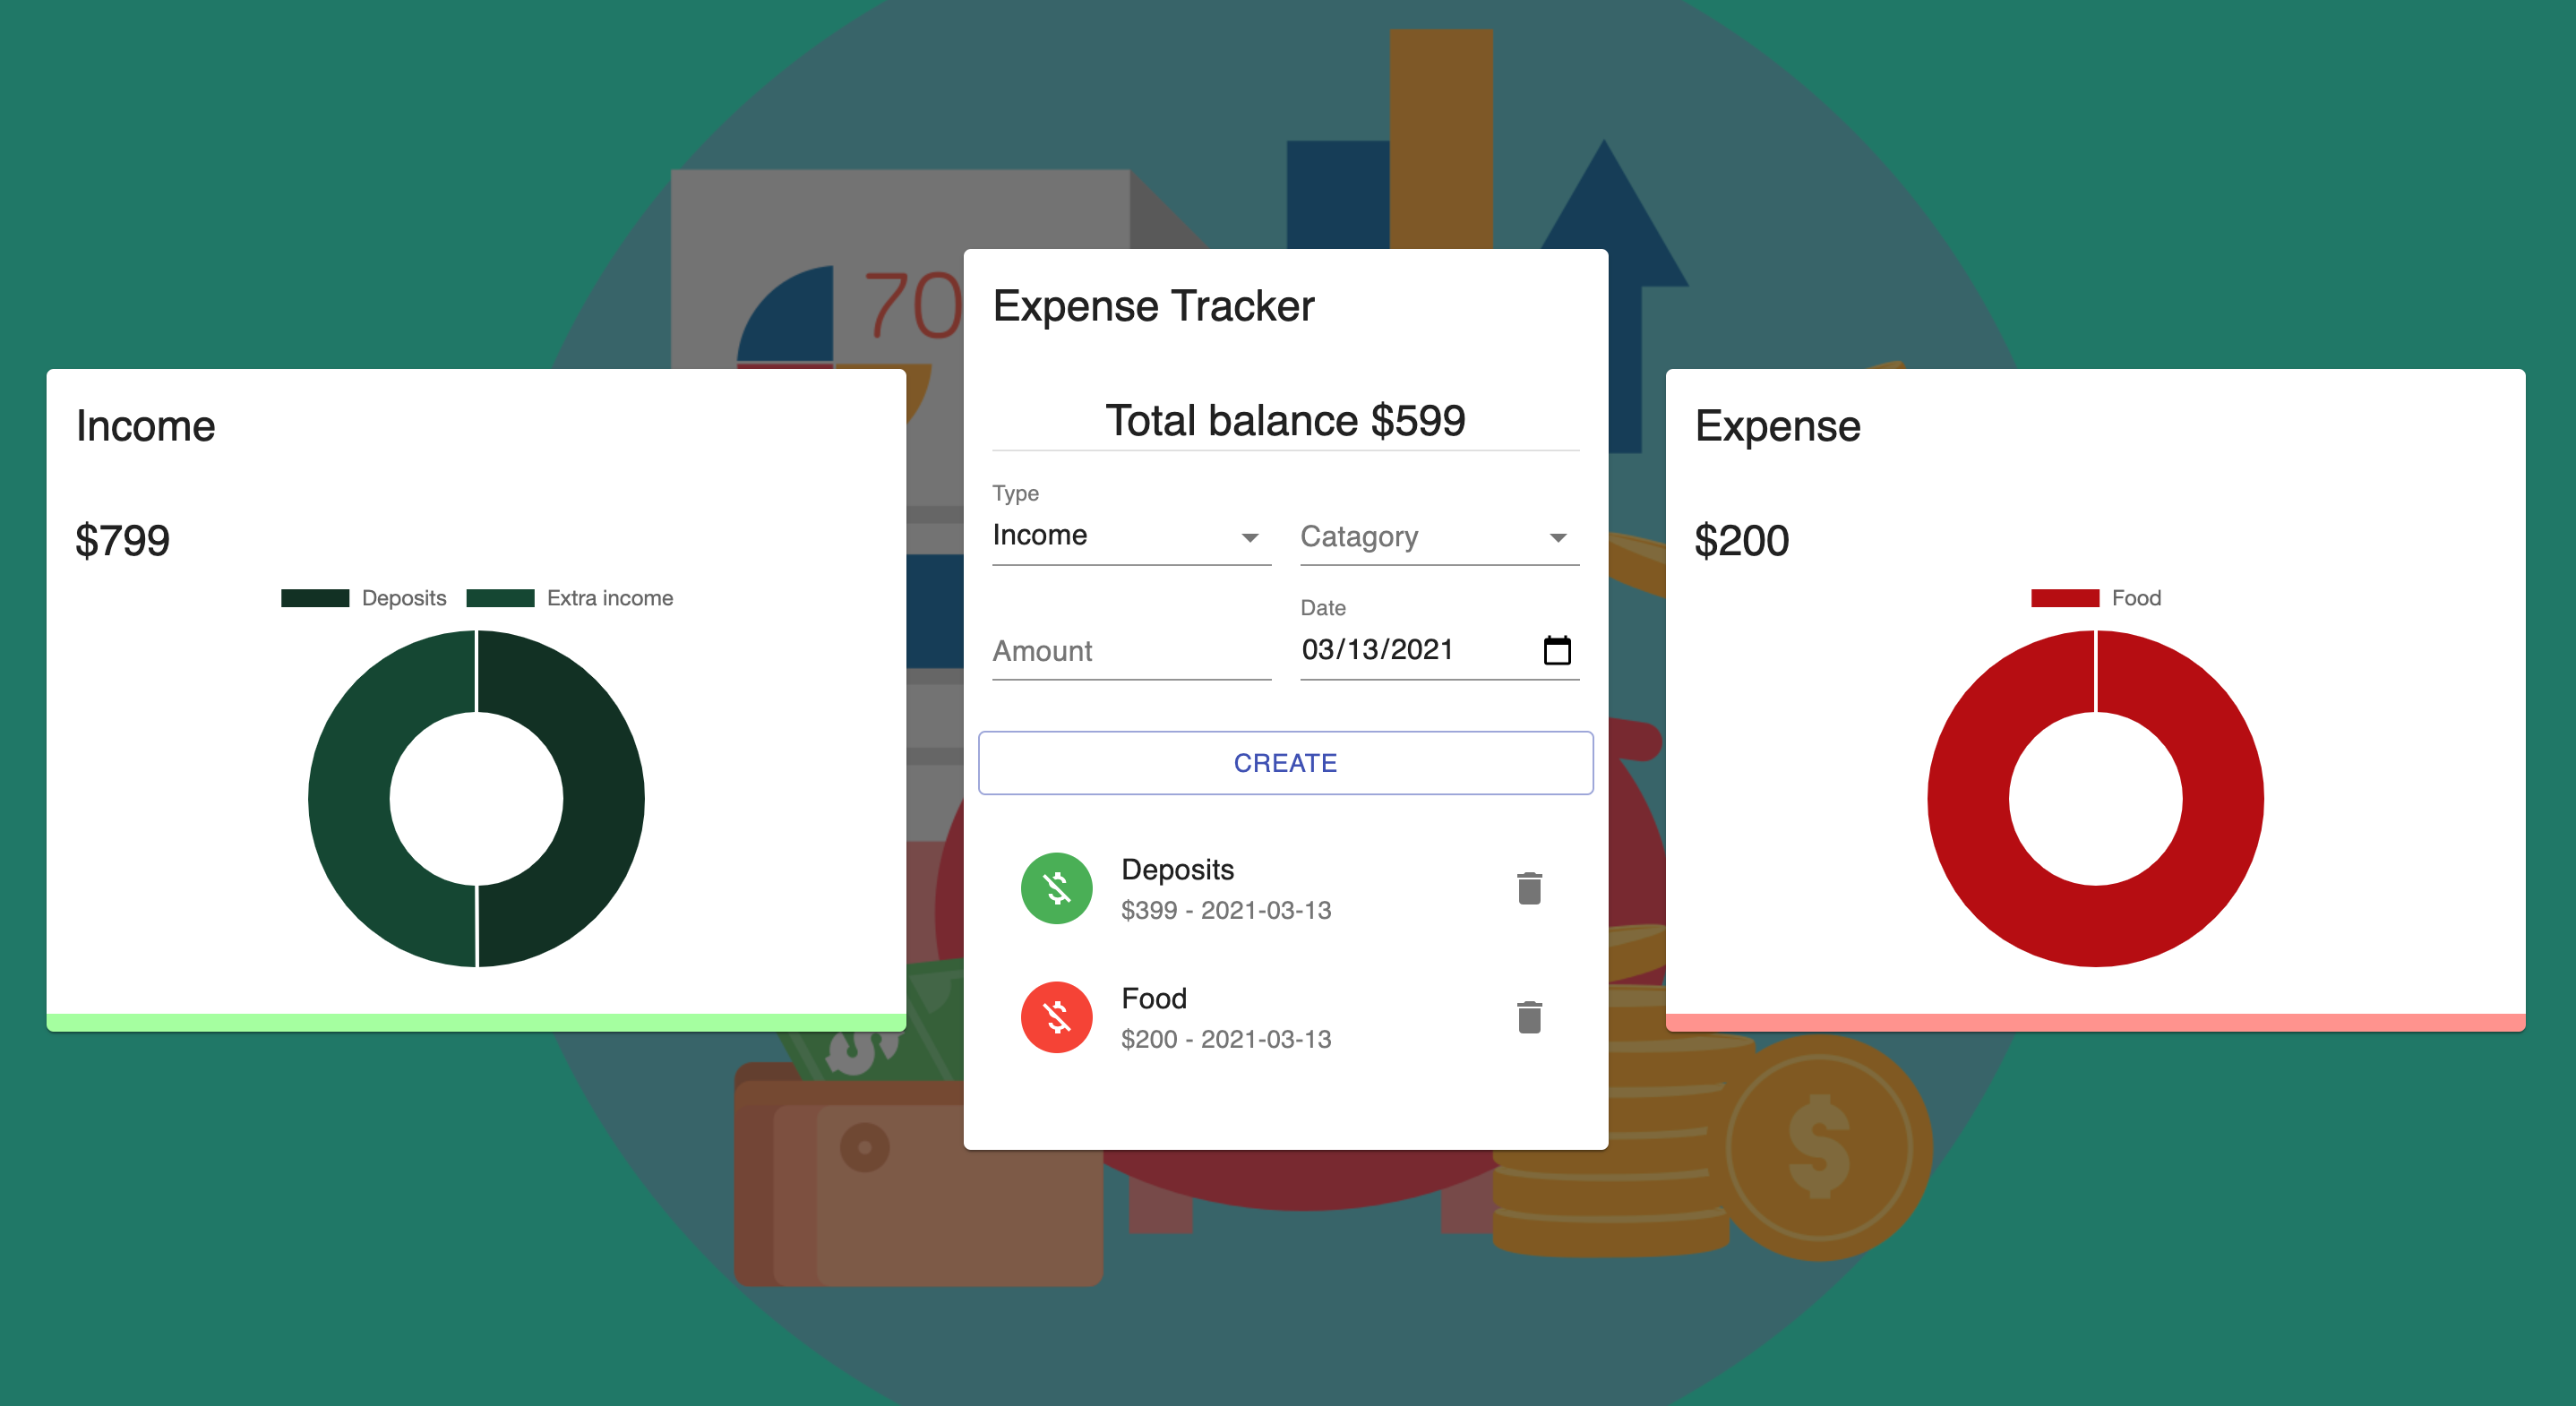 70
Income
$799
Deposits Extra income
Expense Tracker
Total balance $599
Type
Income
Catagory
Amount
Date
03/13/2021
CREATE
Deposits
$399 - 2021-03-13
Food
$200 - 2021-03-13
Expense
$200
Food
$
$